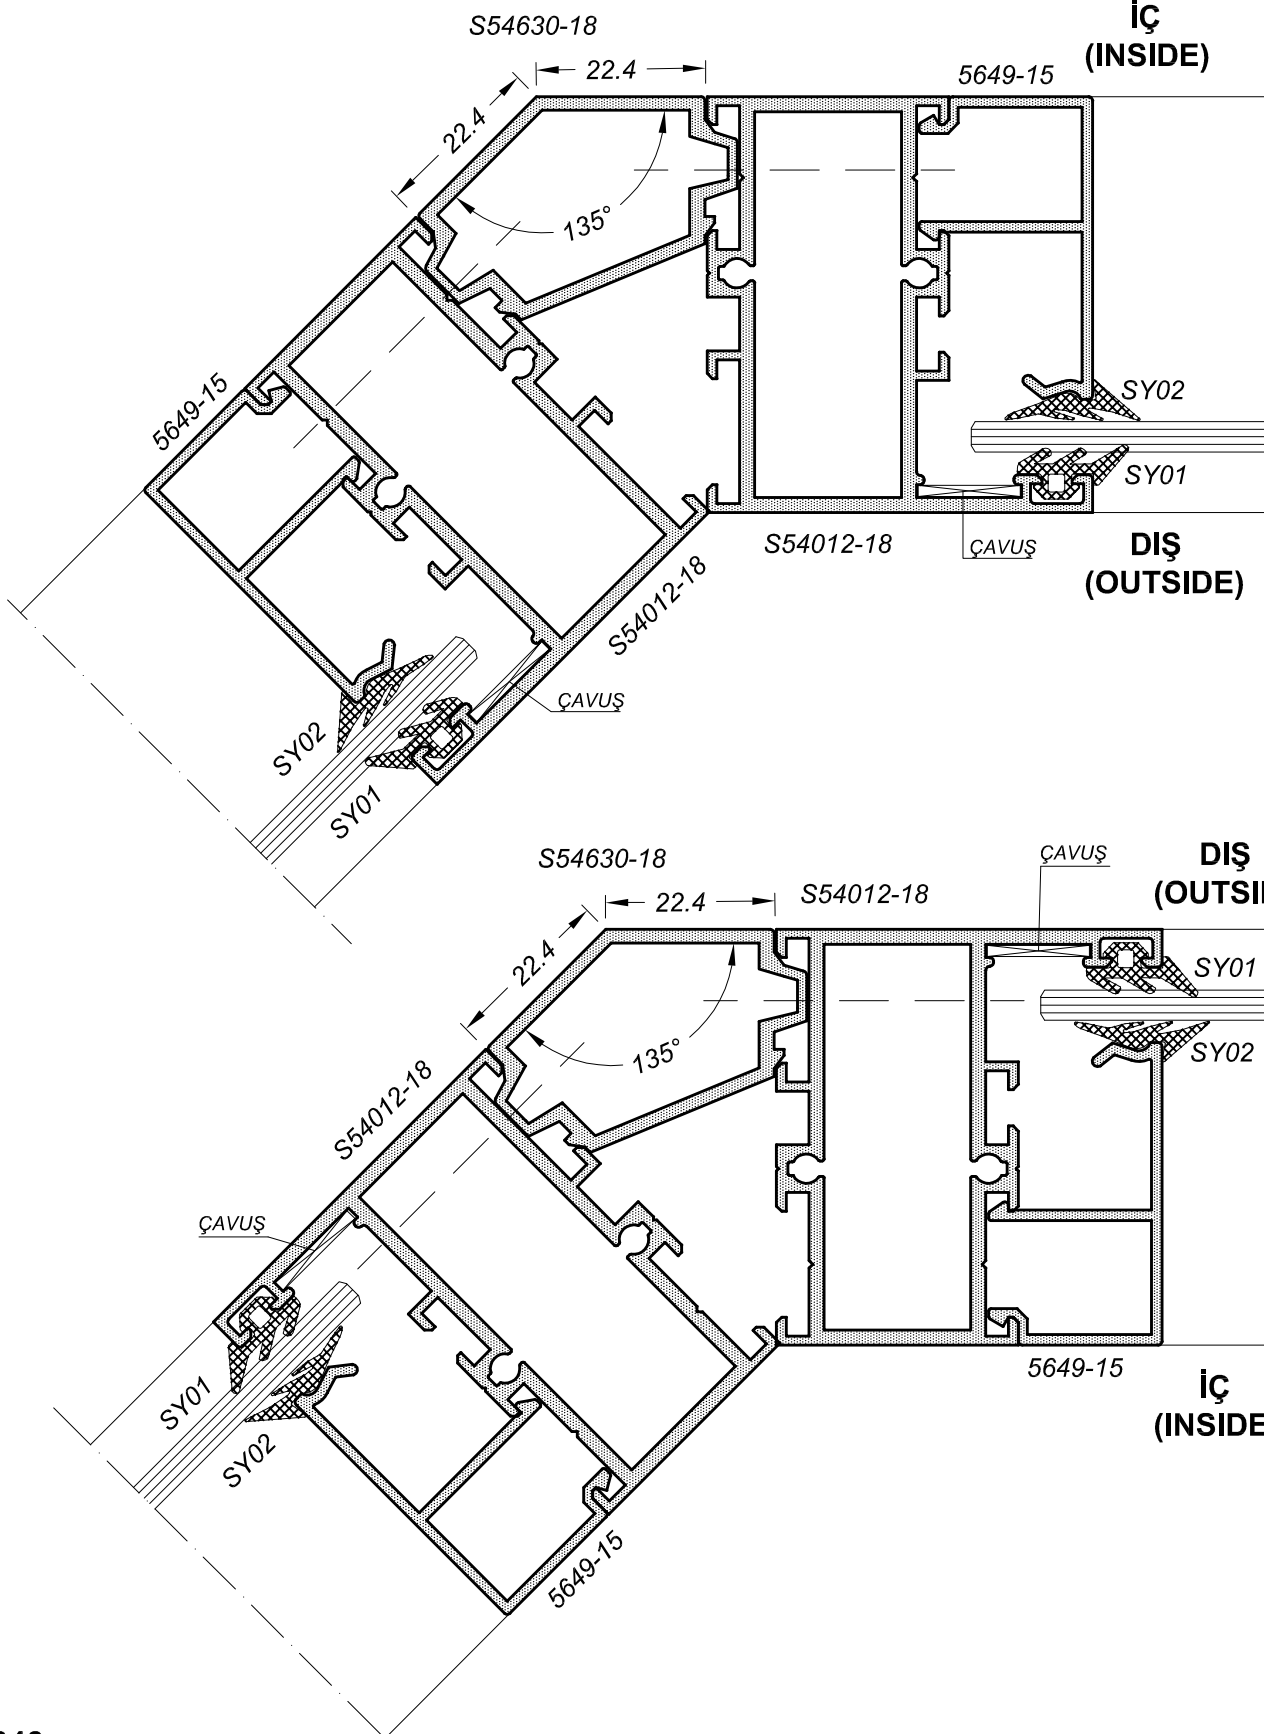 S54630-18
İÇ
(INSIDE)
22.4
5649-15
22.4
135°
5649-15
SY02
SY01
S54012-18
ÇAVUŞ
DIŞ
(OUTSIDE)
S54012-18
ÇAVUŞ
SY02
SY01
S54630-18
ÇAVUŞ
DIŞ
22.4
S54012-18
(OUTSI
22.4
SY01
135°
SY02
S54012-18
ÇAVUŞ
5649-15
İÇ
(INSIDE
SY01
SY02
5649-15